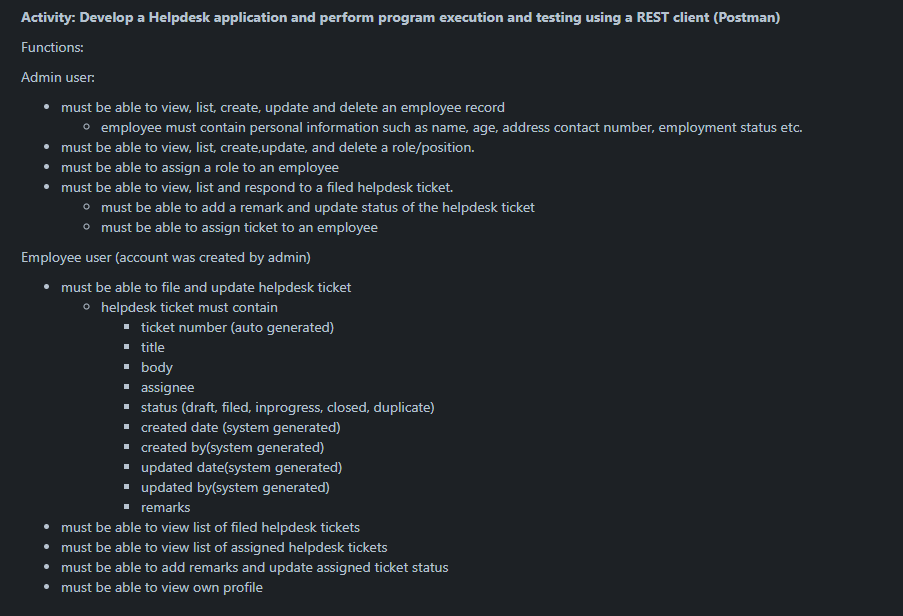 Activity: Develop a Helpdesk application and perform program execution and testing using a REST client (Postman)
Functions:
Admin user:
must be able to view, list, create, update and delete an employee record
employee must contain personal information such as name, age, address contact number, employment status etc.
must be able to view, list, create,update, and delete a role/position.
must be able to assign a role to an employee
must be able to view, list and respond to a filed helpdesk ticket.
must be able to add a remark and update status of the helpdesk ticket
must be able to assign ticket to an employee
Employee user (account was created by admin)
must be able to file and update helpdesk ticket
helpdesk ticket must contain
ticket number (auto generated)
title
body
assignee
status (draft, filed, inprogress, closed, duplicate)
created date (system generated)
created by(system generated)
updated date(system generated)
updated by(system generated)
remarks
must be able to view list of filed helpdesk tickets
must be able to view list of assigned helpdesk tickets
must be able to add remarks and update assigned ticket status
must be able to view own profile